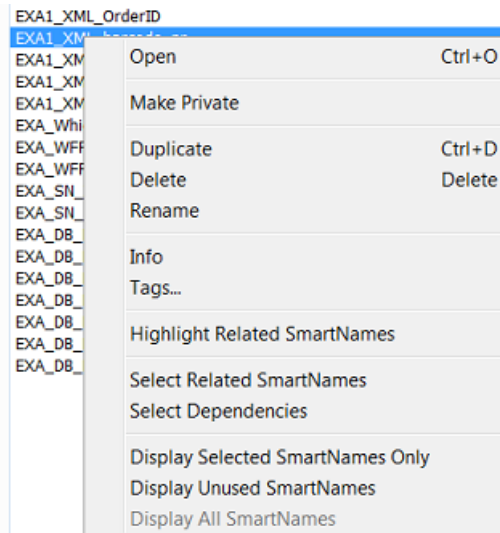 EXA1_XML_OrderID
EXA1_XML_barcode_nr
EXA1_XM
EXA1_XM
EXA1_XM
EXA_Whi
EXA_WFF
EXA_WFF
EXA_SN_
EXA_SN_
EXA_DB_
EXA_DB_
EXA_DB_
EXA_DB_
EXA_DB_
EXA_DB_
EXA_DB_
Open Ctrl+O
Make Private
Duplicate Ctrl+D
Delete Delete
Rename
Info
Tags...
Highlight Related SmartNames
Select Related SmartNames
Select Dependencies
Display Selected SmartNames Only
Display Unused SmartNames
Display All SmartNames